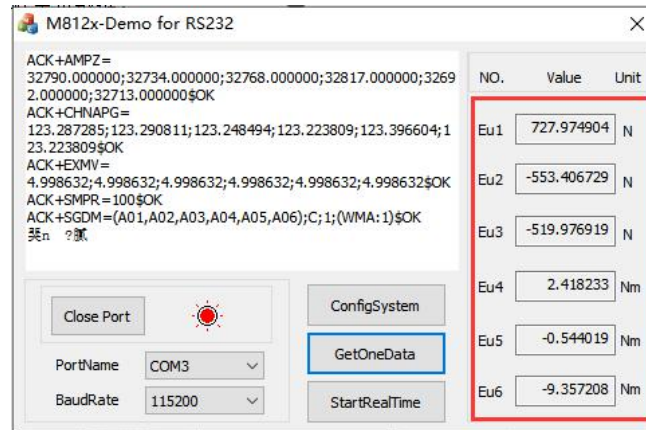 M812x-Demo for RS232
ACK+AMPZ=
32790.000000;32734.000000;32768.000000;32817.000000;3269
2.000000;32713.000000$OK
ACK+CHNAPG=
123.287285;123.290811;123.248494;123.223809;123.396604;1
23.223809$OK
ACK+EXMV=
4.998632;4.998632;4.998632;4.998632;4.998632;4.998632$OK
ACK+SMPR=100$OK
ACK+SGDM=(A01,A02,A03,A04,A05,A06);C;1;(WMA:1)$OK
NO. Value Unit
Eu1 727.974904 N
Eu2 -553.406729 N
Eu3 -519.976919 N
Eu4 2.418233 Nm
Eu5 -0.544019 Nm
Eu6 -9.357208 Nm
Close Port
PortName COM3
BaudRate 115200
ConfigSystem
GetOneData
StartRealTime